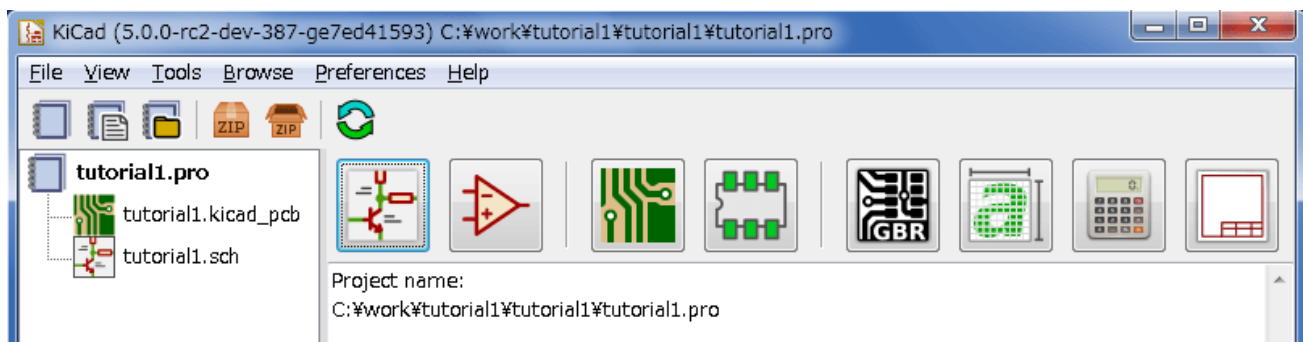 KiCad (5.0.0-rc2-dev-387-ge7ed41593) C:¥work¥tutorial1¥tutorial1¥tutorial1.pro
File View Tools Browse Preferences Help
ZIP ZIP
tutorial1.pro
tutorial1.kicad_pcb
tutorial1.sch
GBR
a
0.
Project name:
C:¥work¥tutorial1¥tutorial1¥tutorial1.pro